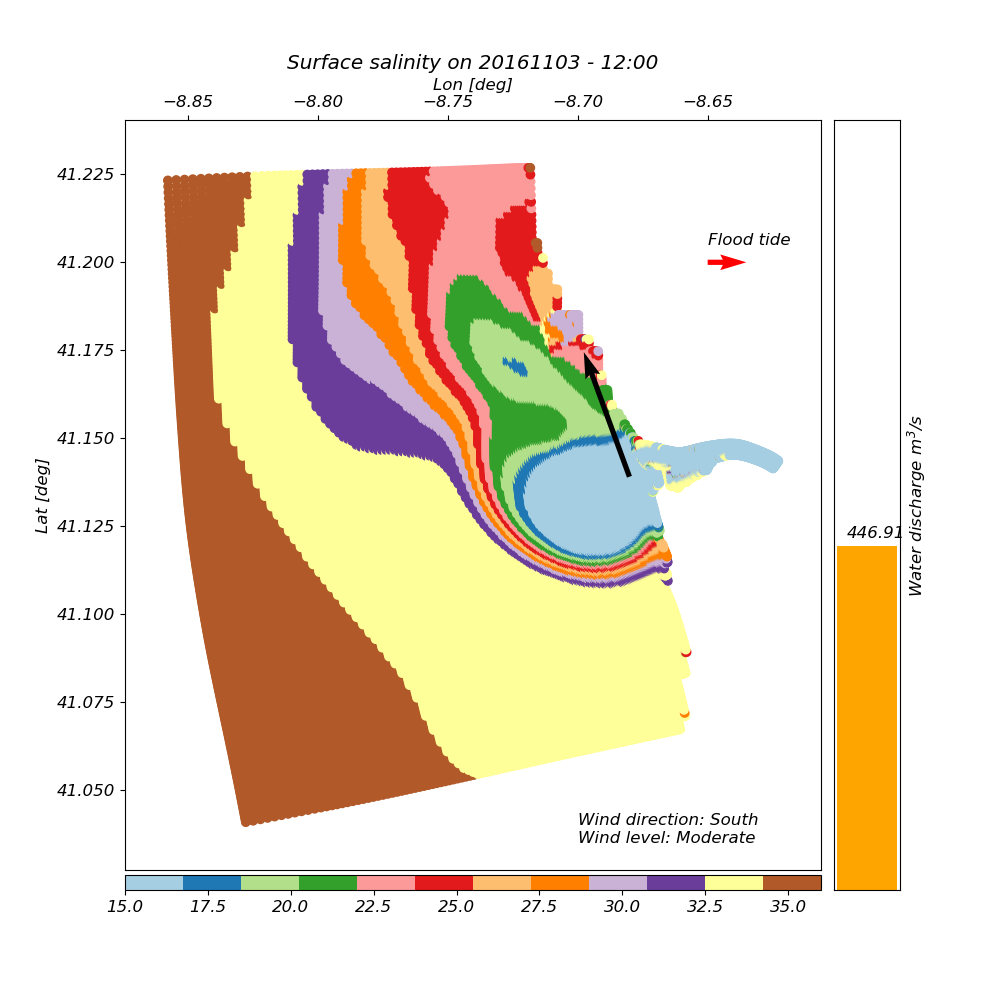 Surface salinity on 20161103 - 12:00
Lon [deg]
−8.85 −8.80 −8.75 −8.70 −8.65
41.225
41.200
41.175
41.150
41.125
41.100
41.075
41.050
Lat [deg]
Flood tide
Wind direction: South
Wind level: Moderate
446.91
Water discharge m³/s
15.0 17.5 20.0 22.5 25.0 27.5 30.0 32.5 35.0